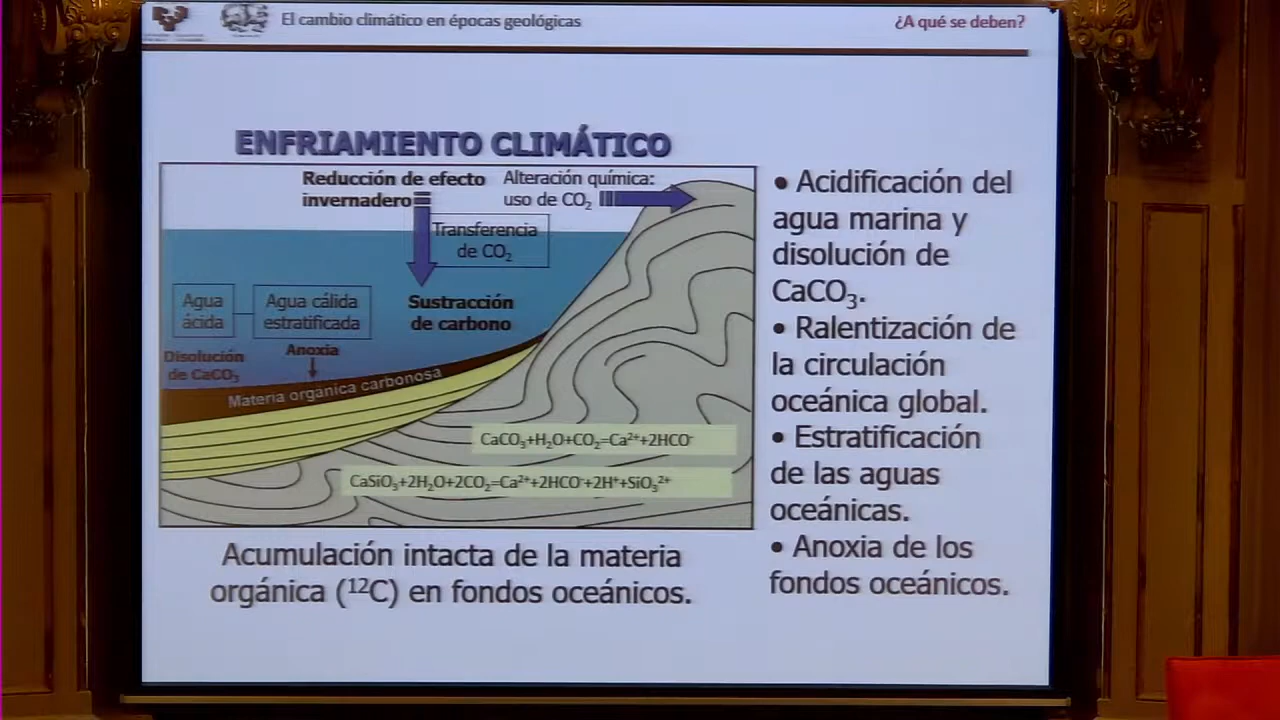 El cambio climático en épocas geológicas
¿A qué se deben?
ENFRIAMIENTO CLIMÁTICO
Reducción de efecto
invernadero
Alteración química:
uso de CO₂
Transferencia
de CO₂
Agua
ácida
Agua cálida
estratificada
Sustracción
de carbono
Disolución
de CaCO₃
Anoxia
Materia orgánica carbonosa
CaCO₃+H₂O+CO₂=Ca²⁺+2HCO⁻
CaSiO₃+2H₂O+2CO₂=Ca²⁺+2HCO⁻+2H⁺+SiO₃²⁺
Acumulación intacta de la materia
orgánica (¹²C) en fondos oceánicos.
• Acidificación del
agua marina y
disolución de
CaCO₃.
• Ralentización de
la circulación
oceánica global.
• Estratificación
de las aguas
oceánicas.
• Anoxia de los
fondos oceánicos.